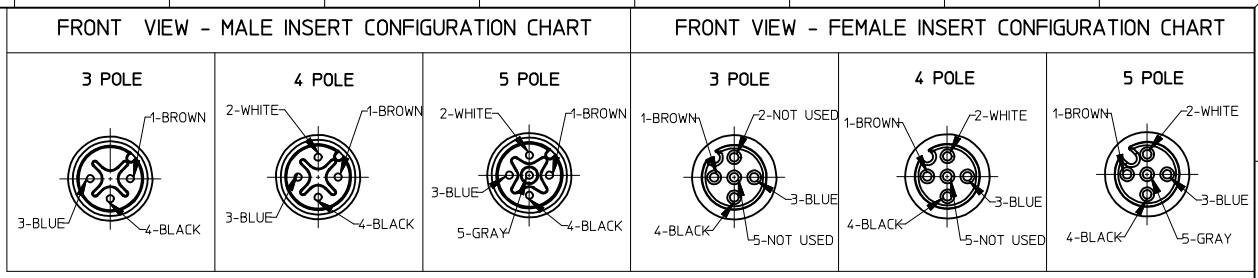 FRONT VIEW - MALE INSERT CONFIGURATION CHART
3 POLE
1-BROWN
3-BLUE
4-BLACK
4 POLE
2-WHITE
1-BROWN
3-BLUE
4-BLACK
5 POLE
2-WHITE
1-BROWN
3-BLUE
5-GRAY
4-BLACK
FRONT VIEW - FEMALE INSERT CONFIGURATION CHART
3 POLE
1-BROWN
2-NOT USED
3-BLUE
4-BLACK
5-NOT USED
4 POLE
1-BROWN
2-WHITE
3-BLUE
4-BLACK
5-NOT USED
5 POLE
1-BROWN
2-WHITE
3-BLUE
4-BLACK
5-GRAY